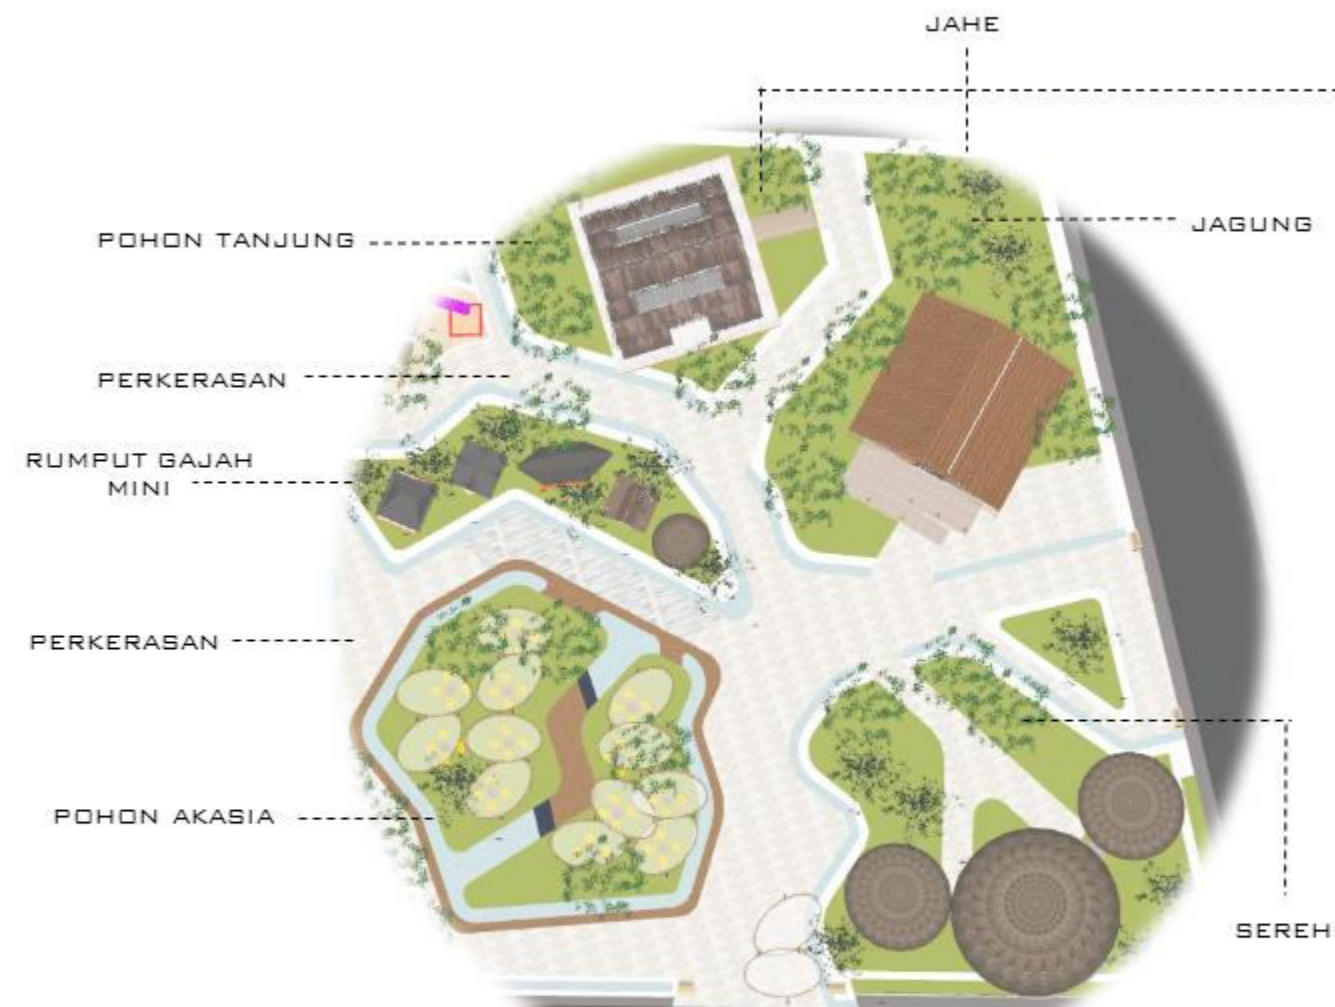 JAHE
JAGUNG
POHON TANJUNG
PERKERASAN
RUMPUT GAJAH
MINI
PERKERASAN
POHON AKASIA
SEREH